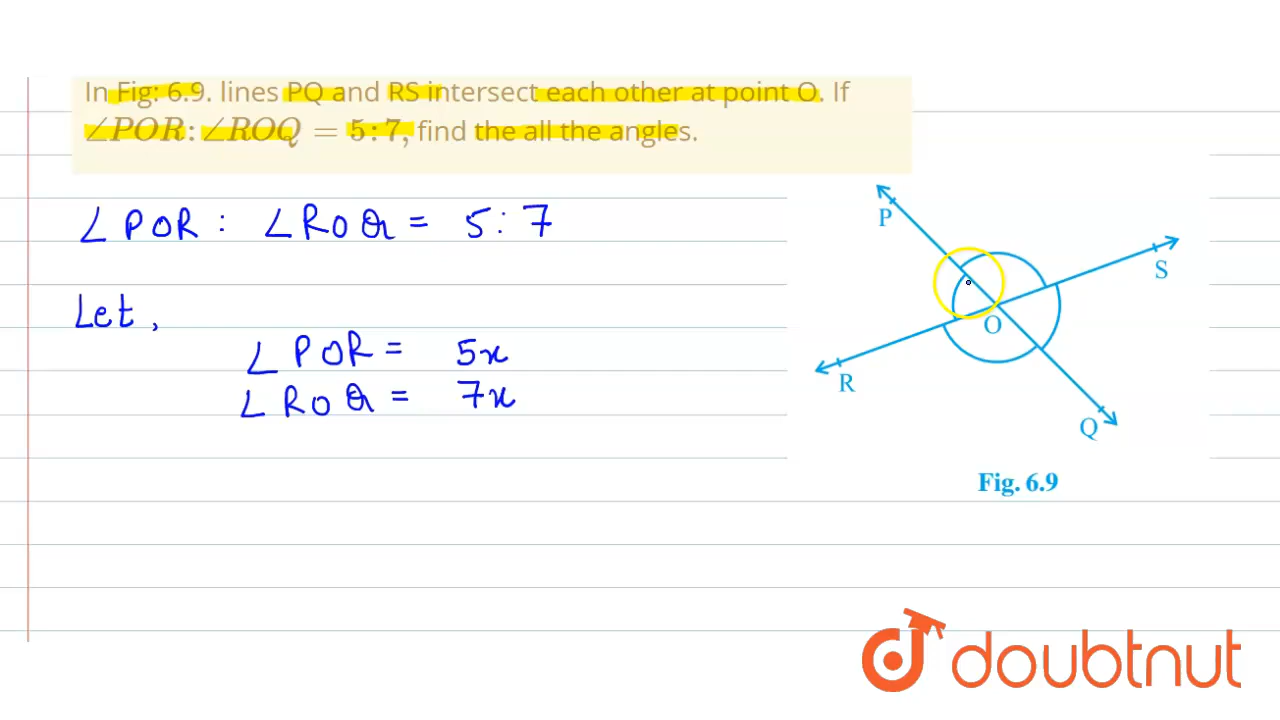 In Fig: 6.9. lines PQ and RS intersect each other at point O. If
∠POR : ∠ROQ = 5 : 7, find the all the angles.
∠ POR : ∠ ROQ = 5 : 7
Let ,
∠ POR = 5x
∠ ROQ = 7x
P
S
O
R
Q
Fig. 6.9
doubtnut